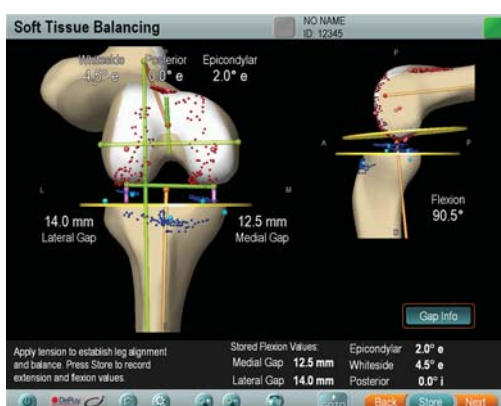 Soft Tissue Balancing
NO NAME
ID: 12345
Whiteside Posterior Epicondylar
4.5° e 0.0° e 2.0° e
P
A P
L M
14.0 mm 12.5 mm
Lateral Gap Medial Gap
Flexion
90.5°
D
Gap Info
Apply tension to establish leg alignment
and balance. Press Store to record
extension and flexion values.
Stored Flexion Values:
Medial Gap 12.5 mm
Lateral Gap 14.0 mm
Epicondylar 2.0° e
Whiteside 4.5° e
Posterior 0.0° i
DePuy
GOTO
Back Store Next